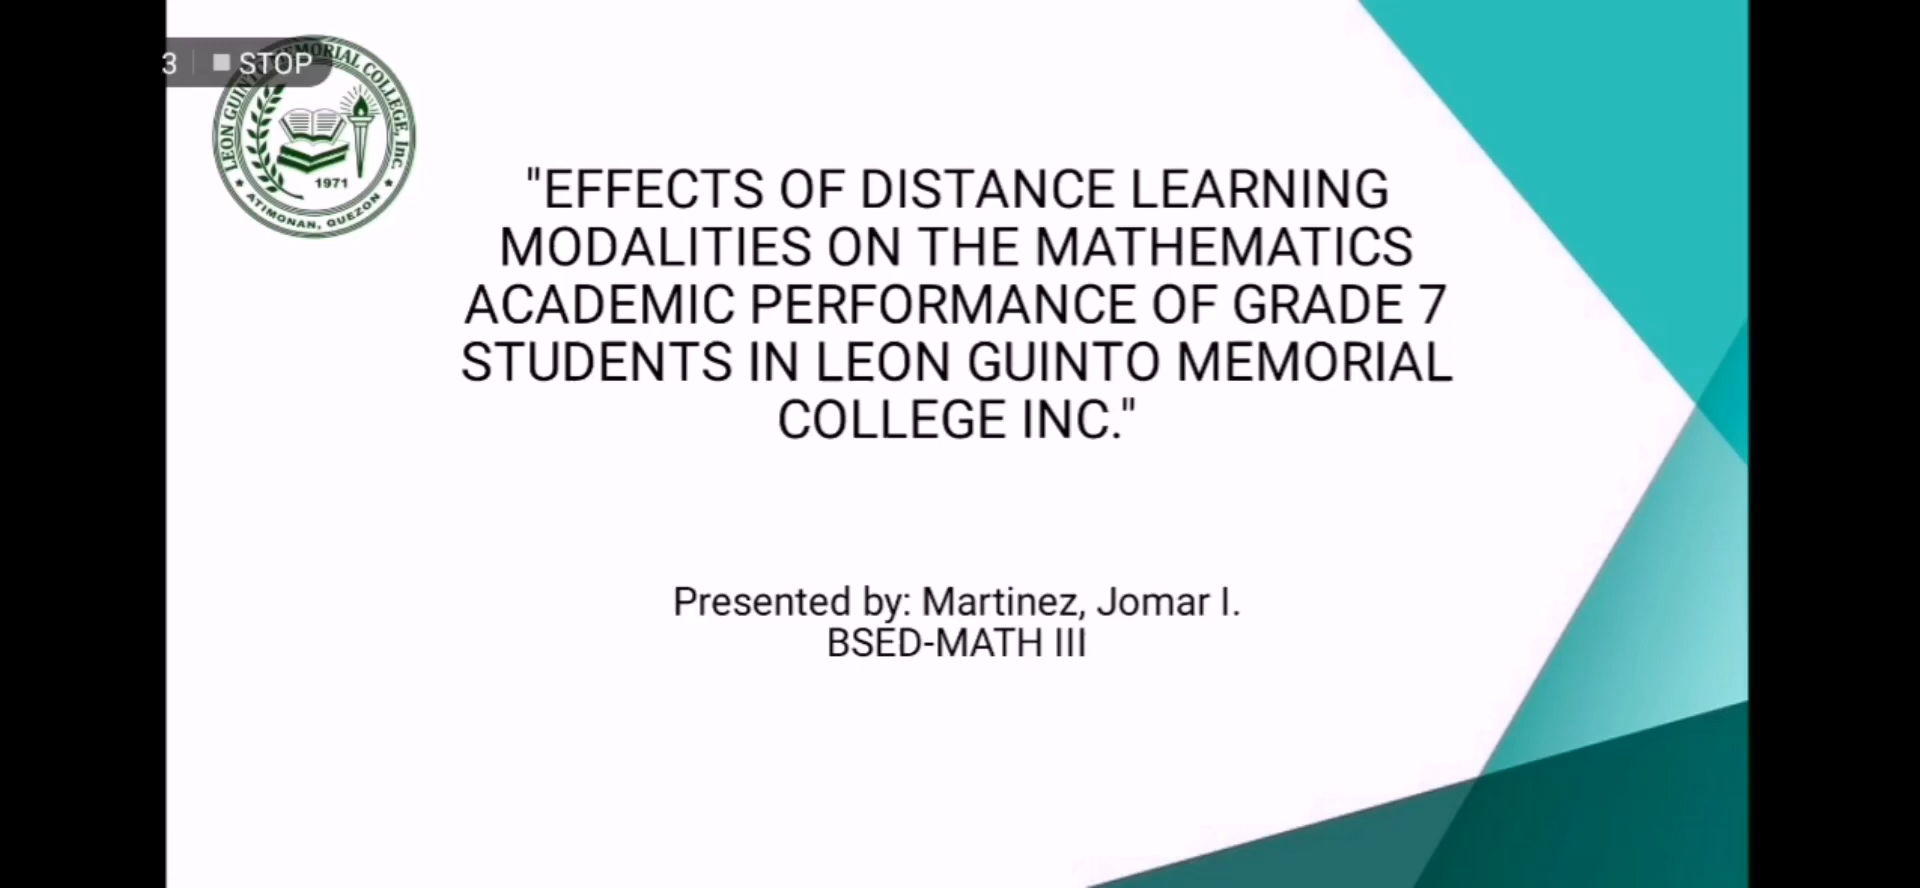 3 STOP
LEON GUINTO MEMORIAL COLLEGE, Inc.
1971
ATIMONAN, QUEZON
"EFFECTS OF DISTANCE LEARNING
MODALITIES ON THE MATHEMATICS
ACADEMIC PERFORMANCE OF GRADE 7
STUDENTS IN LEON GUINTO MEMORIAL
COLLEGE INC."
Presented by: Martinez, Jomar I.
BSED-MATH III